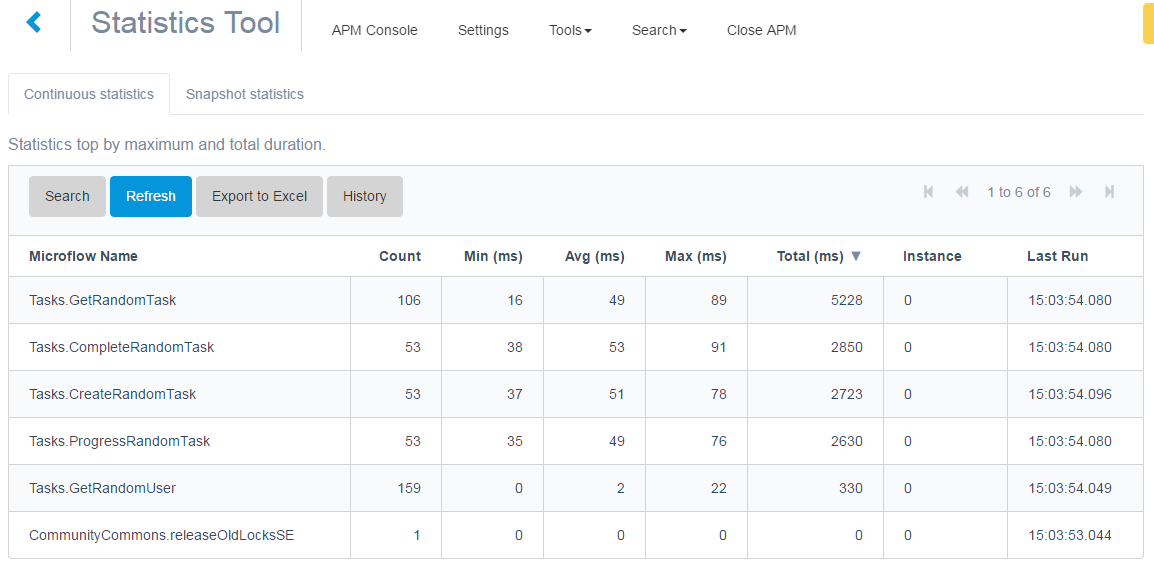 Statistics Tool APM Console Settings Tools Search Close APM
Continuous statistics Snapshot statistics
Statistics top by maximum and total duration.
Search Refresh Export to Excel History 1 to 6 of 6
Microflow Name Count Min (ms) Avg (ms) Max (ms) Total (ms) ▼ Instance Last Run
Tasks.GetRandomTask 106 16 49 89 5228 0 15:03:54.080
Tasks.CompleteRandomTask 53 38 53 91 2850 0 15:03:54.080
Tasks.CreateRandomTask 53 37 51 78 2723 0 15:03:54.096
Tasks.ProgressRandomTask 53 35 49 76 2630 0 15:03:54.080
Tasks.GetRandomUser 159 0 2 22 330 0 15:03:54.049
CommunityCommons.releaseOldLocksSE 1 0 0 0 0 0 15:03:53.044